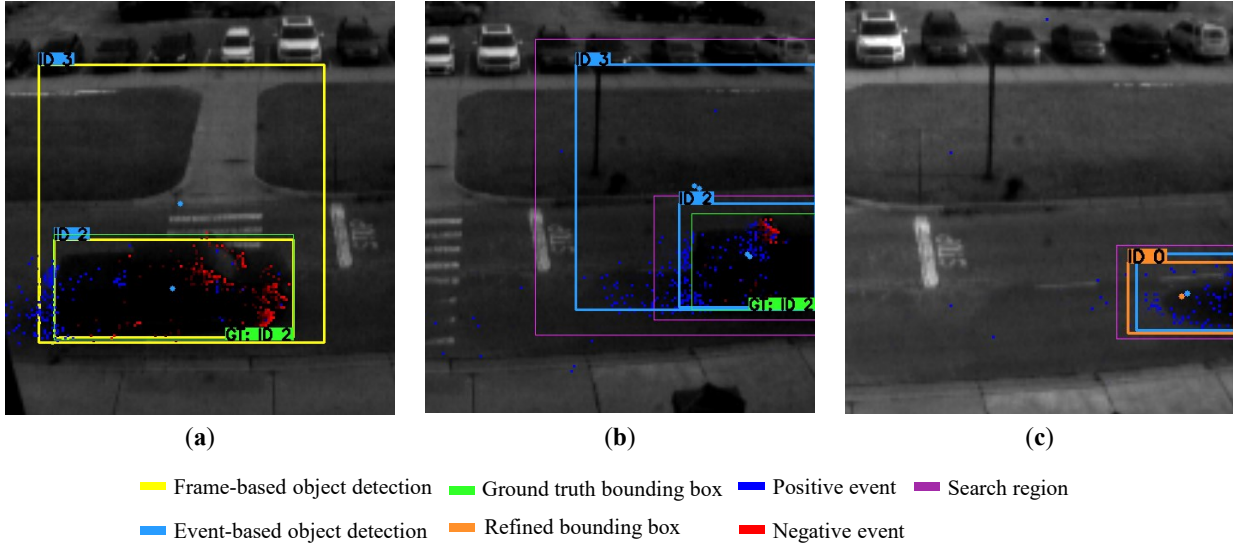 ID 3
ID 2
GT: ID 2
ID 3
ID 2
GT: ID 2
ID 0
(a)
(b)
(c)
Frame-based object detection
Ground truth bounding box
Positive event
Search region
Event-based object detection
Refined bounding box
Negative event